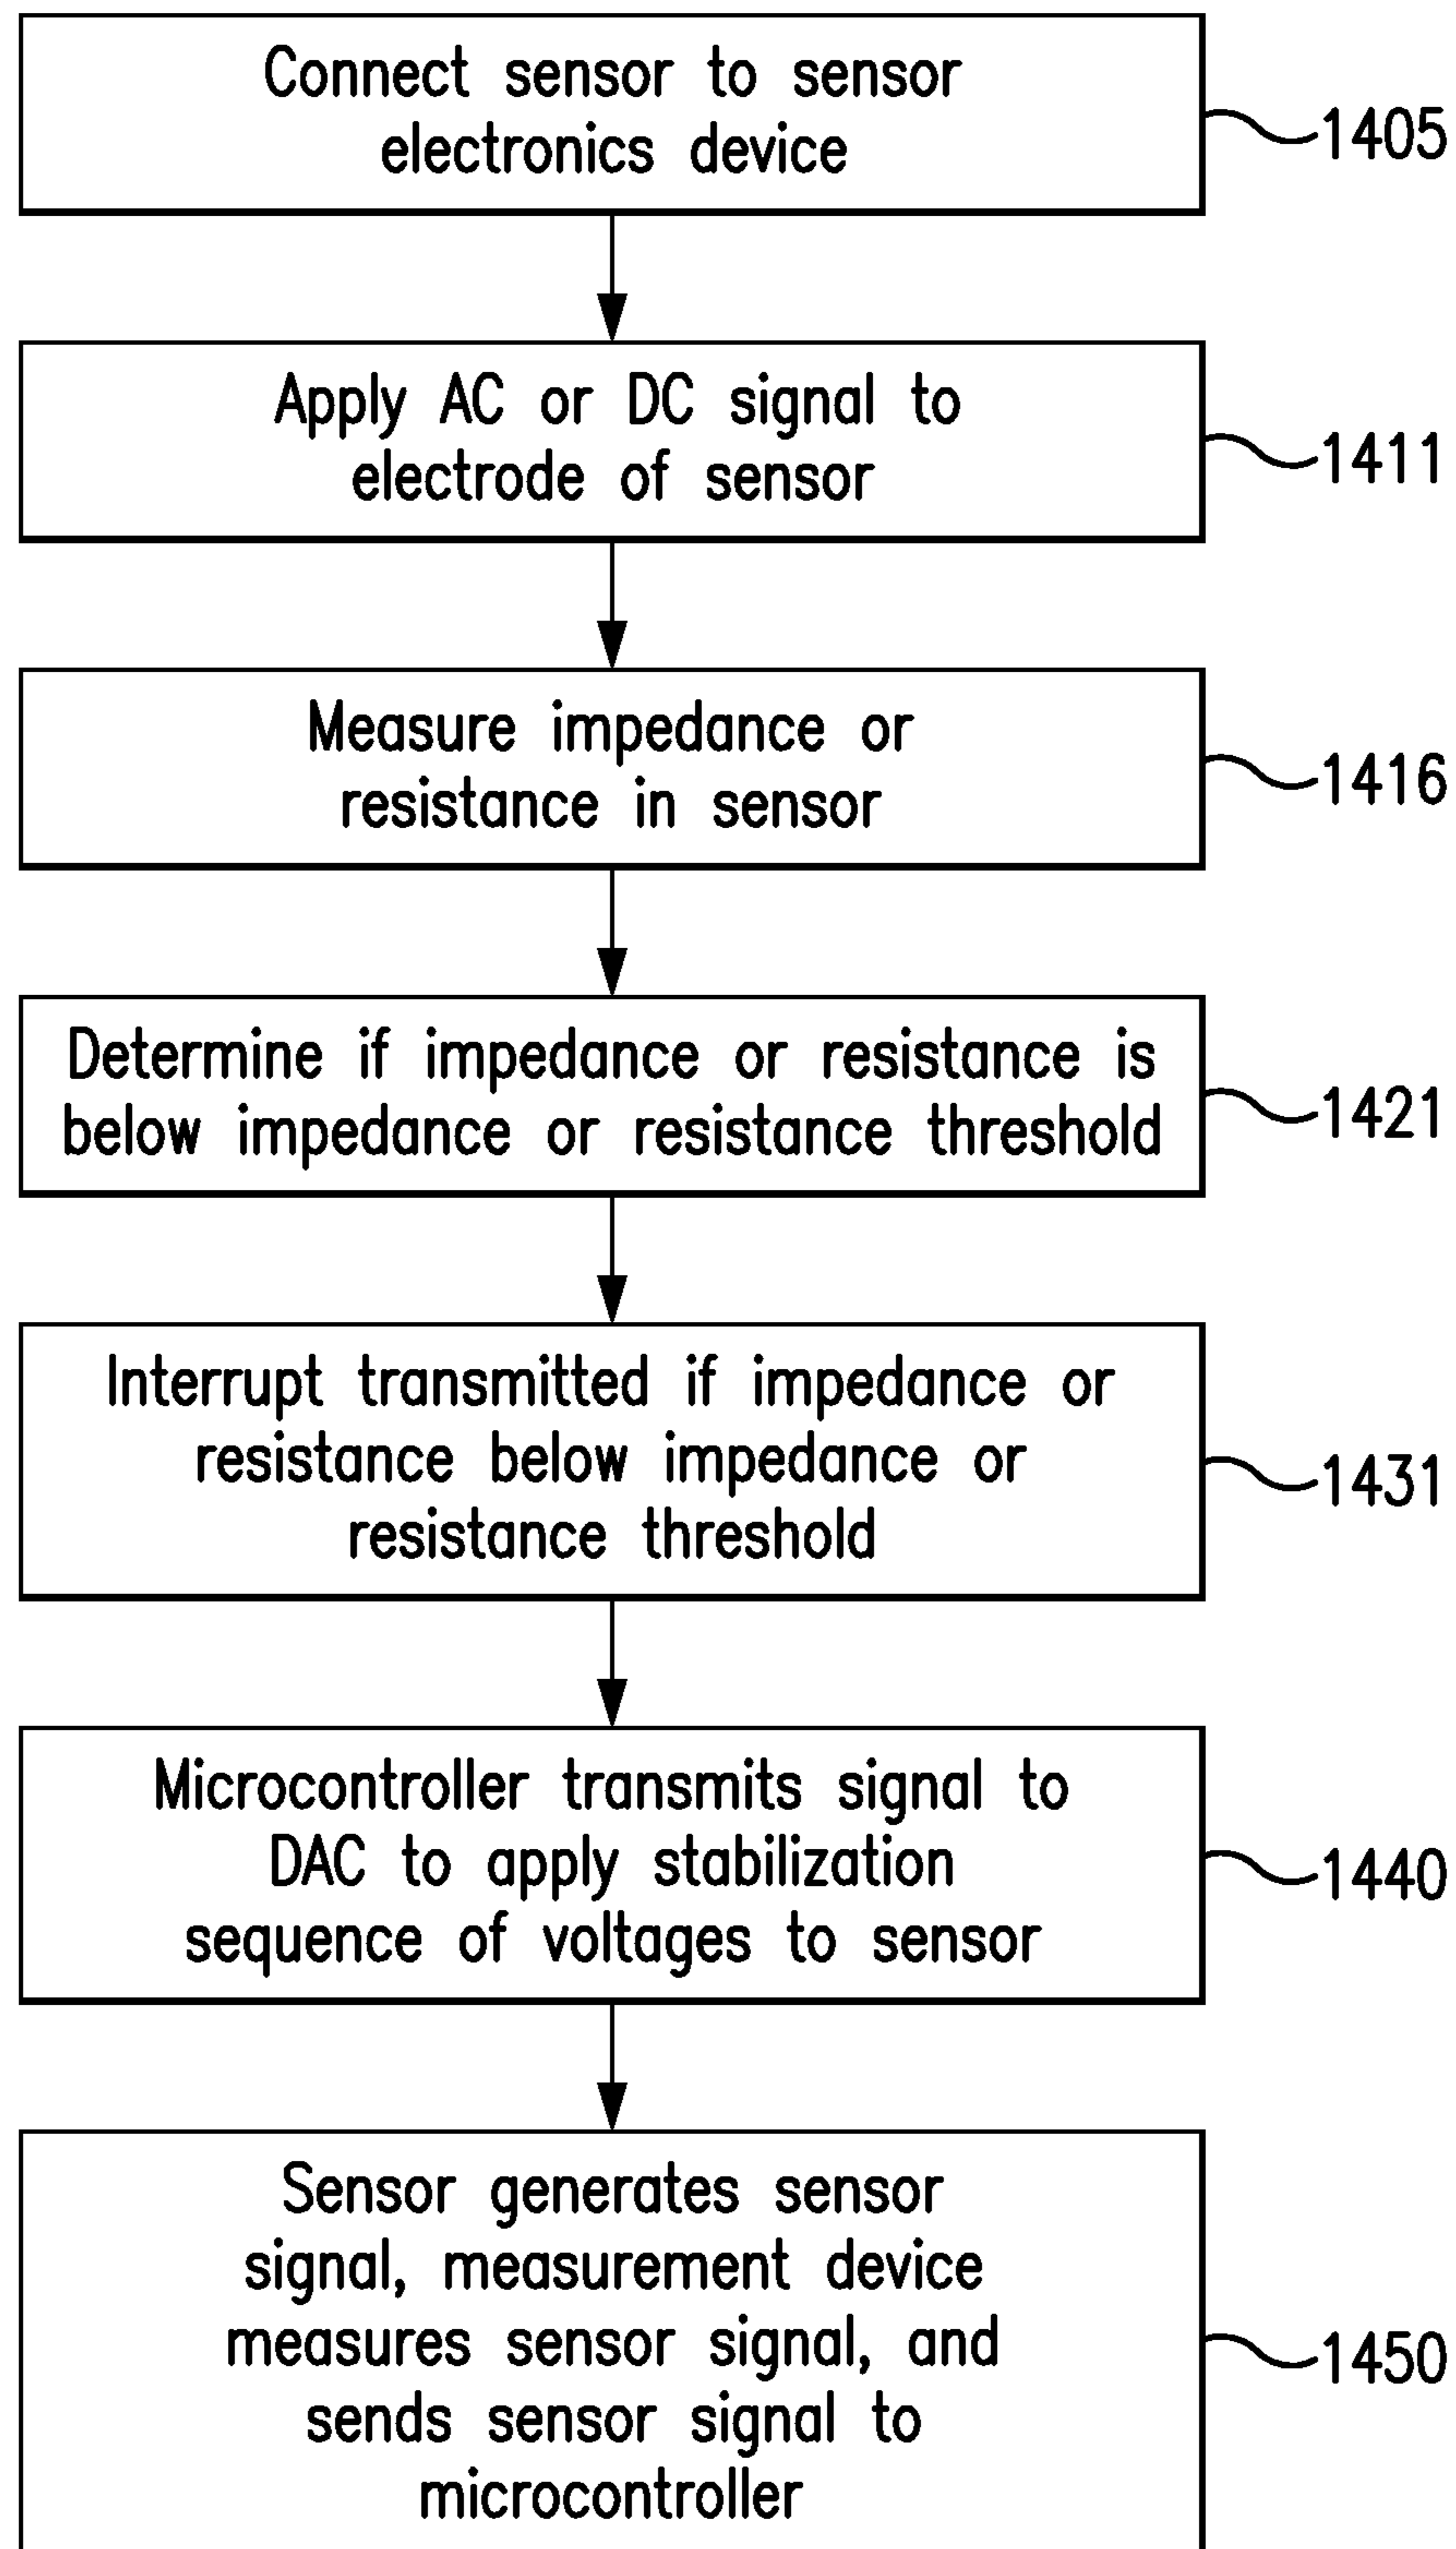 Connect sensor to sensor
electronics device
1405
Apply AC or DC signal to
electrode of sensor
1411
Measure impedance or
resistance in sensor
1416
Determine if impedance or resistance is
below impedance or resistance threshold
1421
Interrupt transmitted if impedance or
resistance below impedance or
resistance threshold
1431
Microcontroller transmits signal to
DAC to apply stabilization
sequence of voltages to sensor
1440
Sensor generates sensor
signal, measurement device
measures sensor signal, and
sends sensor signal to
microcontroller
1450